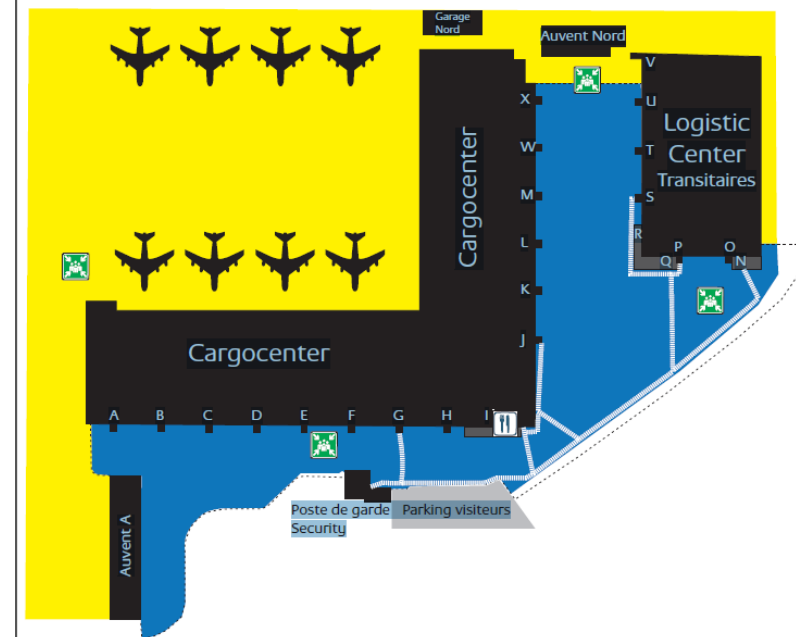 Garage
Nord
Auvent Nord
V
X
U
Logistic
Center
Transitaires
Cargocenter
W
T
M
S
L
R
P
O
Q
N
K
J
Cargocenter
A
B
C
D
E
F
G
H
I
Poste de garde
Security
Parking visiteurs
Auvent A